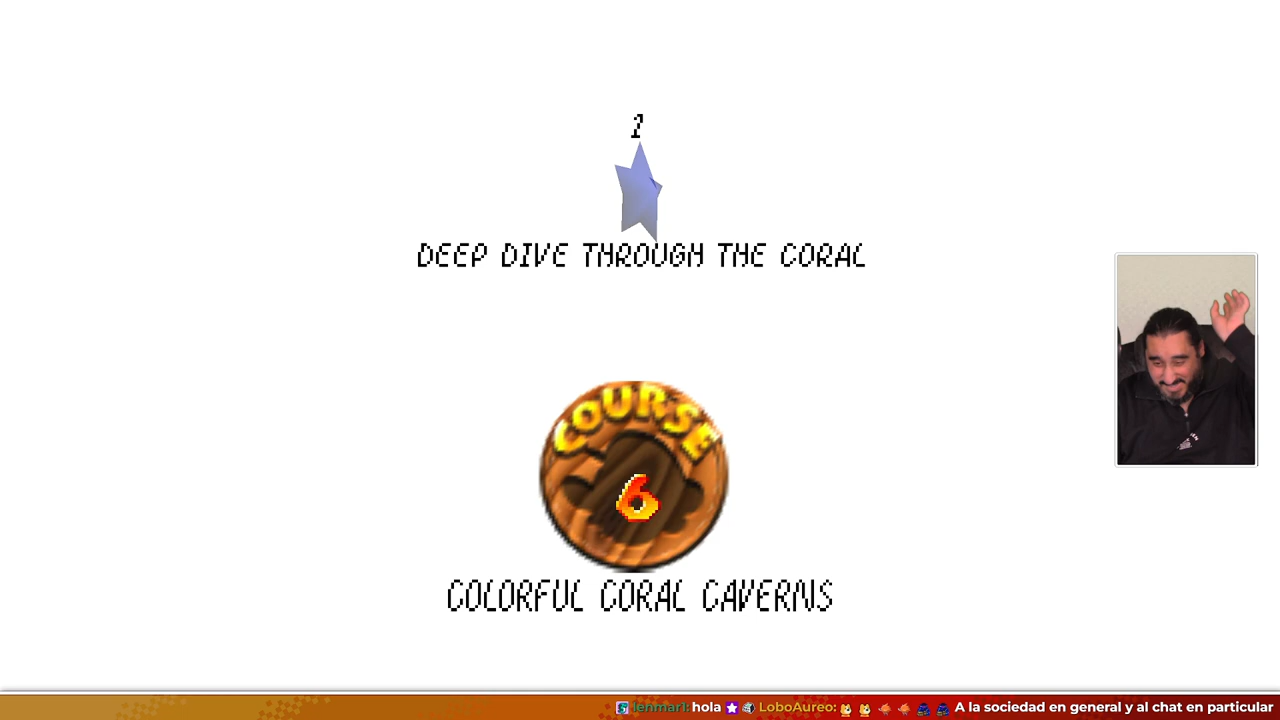 1
DEEP DIVE THROUGH THE CORAL
COURSE
6
COLORFUL CORAL CAVERNS
lenmar1: hola LoboAureo: A la sociedad en general y al chat en particular